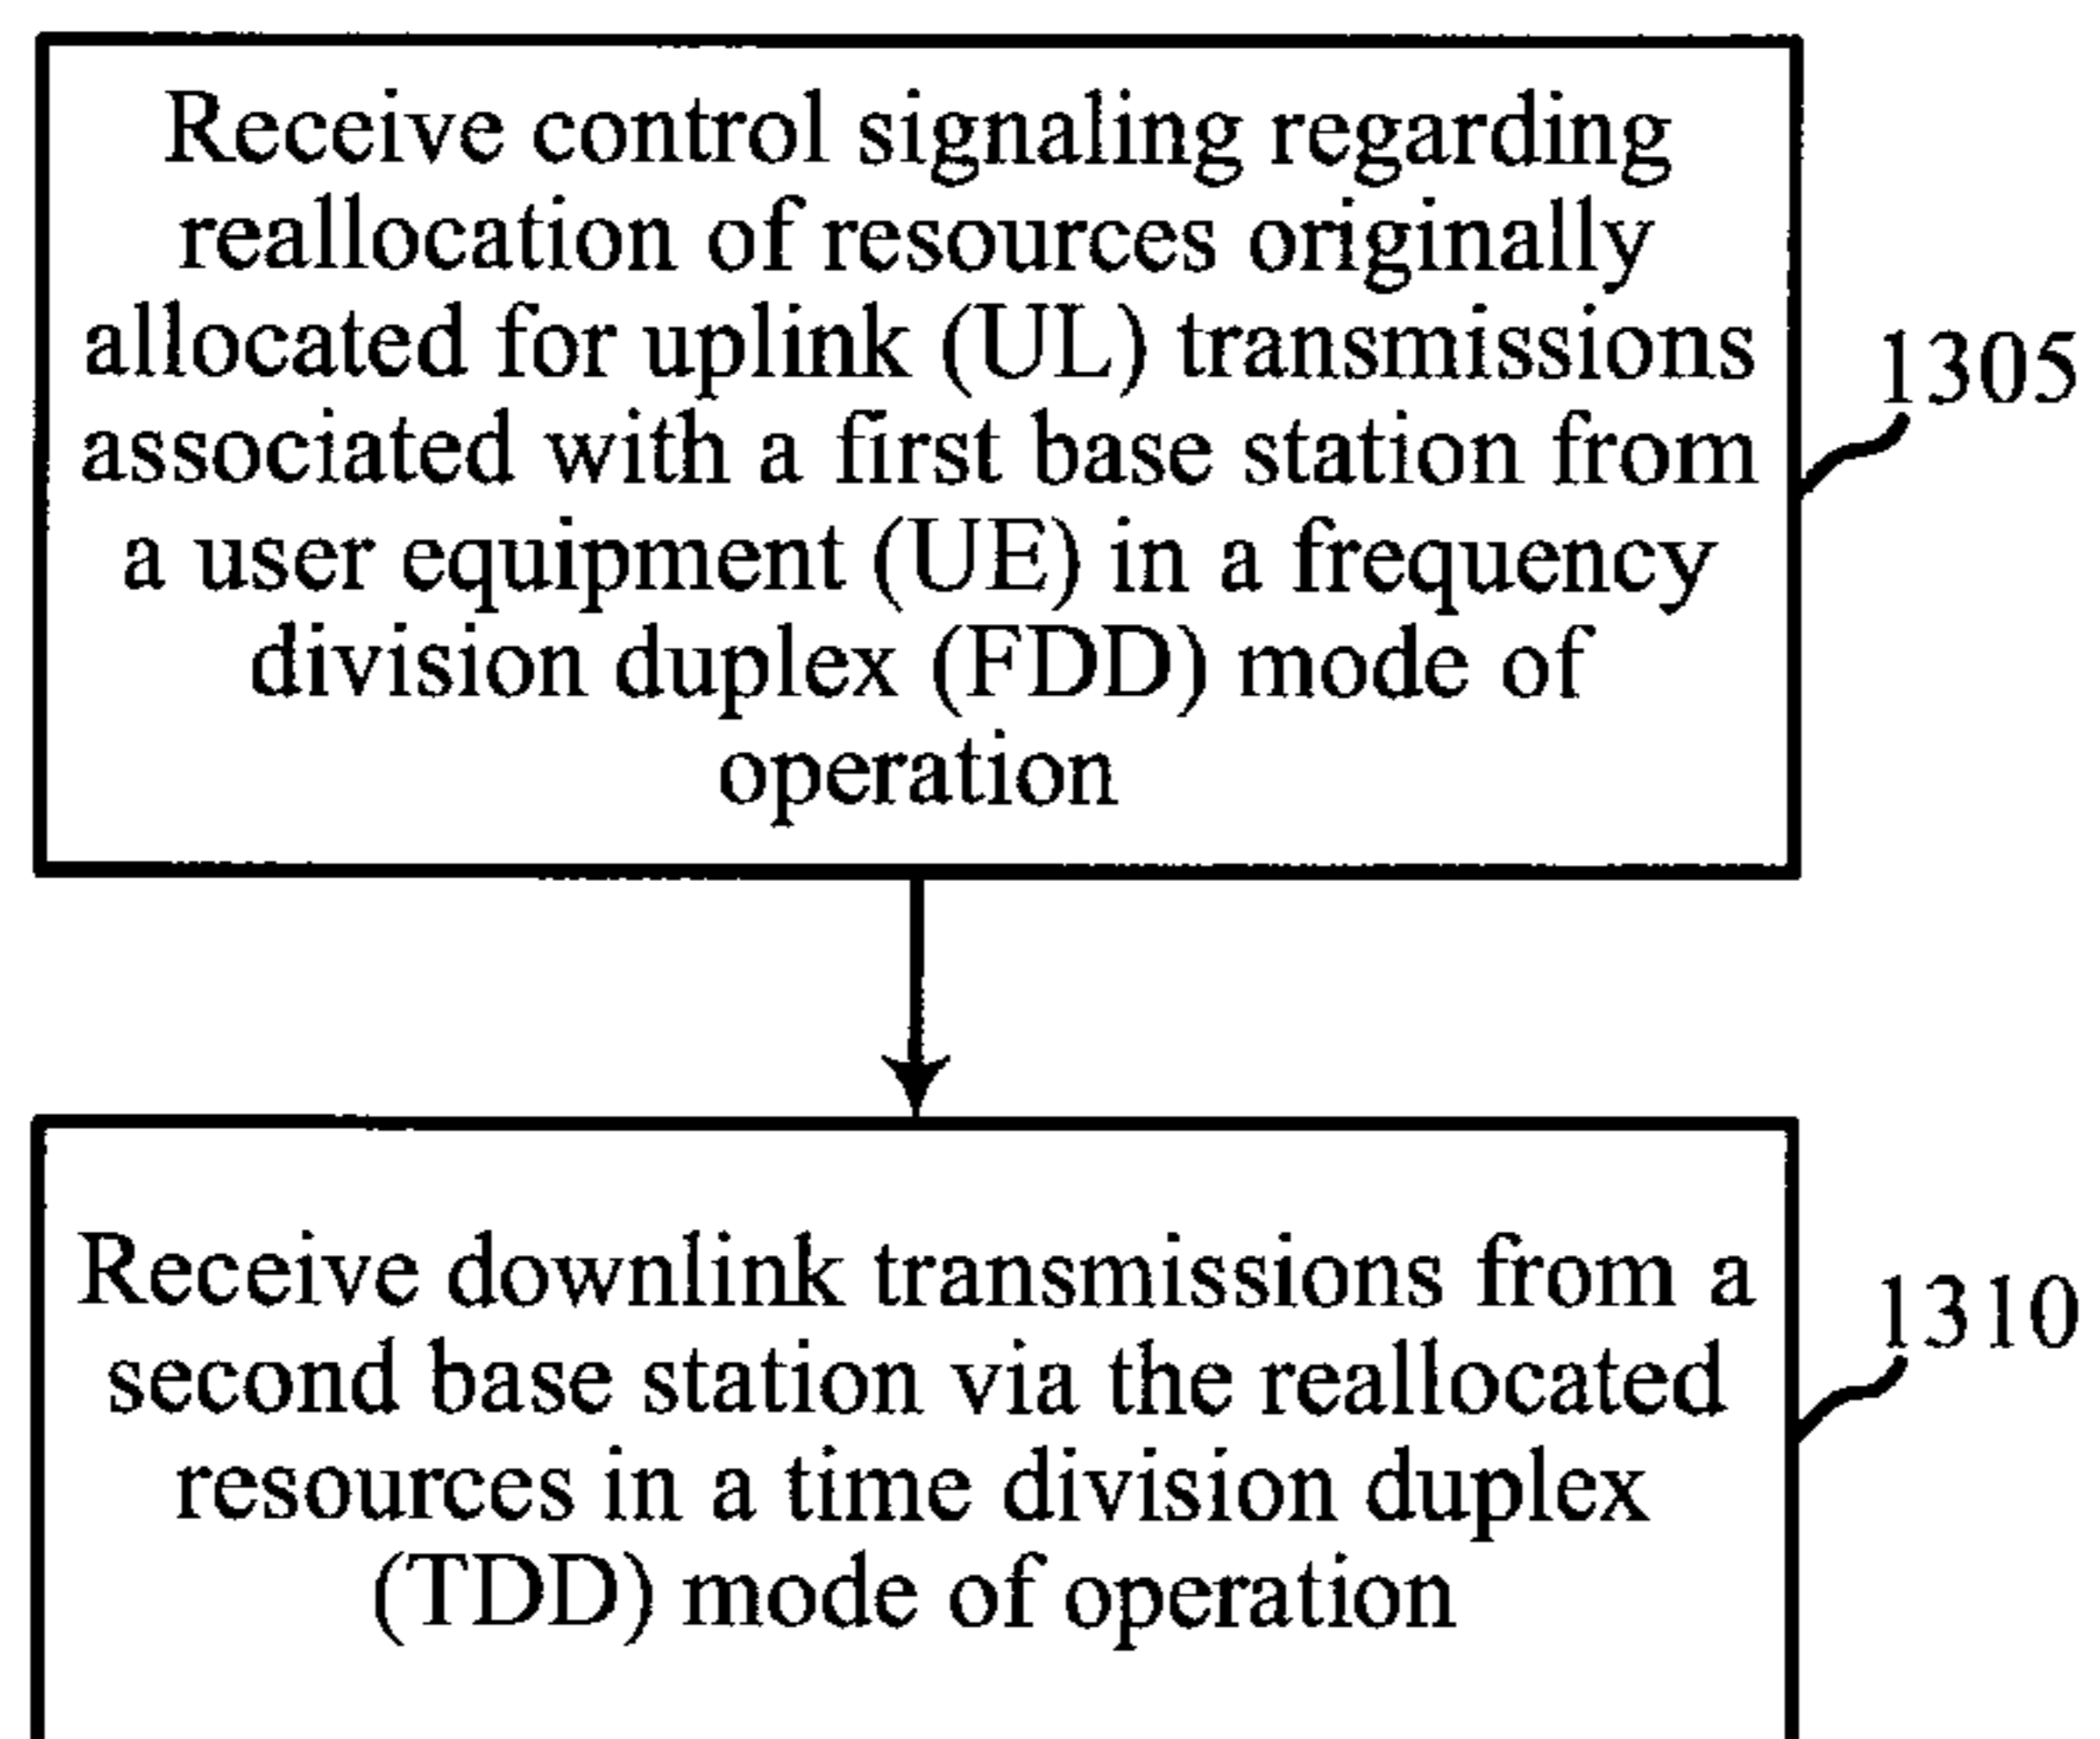 Receive control signaling regarding
reallocation of resources originally
allocated for uplink (UL) transmissions
associated with a first base station from
a user equipment (UE) in a frequency
division duplex (FDD) mode of
operation
1305
Receive downlink transmissions from a
second base station via the reallocated
resources in a time division duplex
(TDD) mode of operation
1310